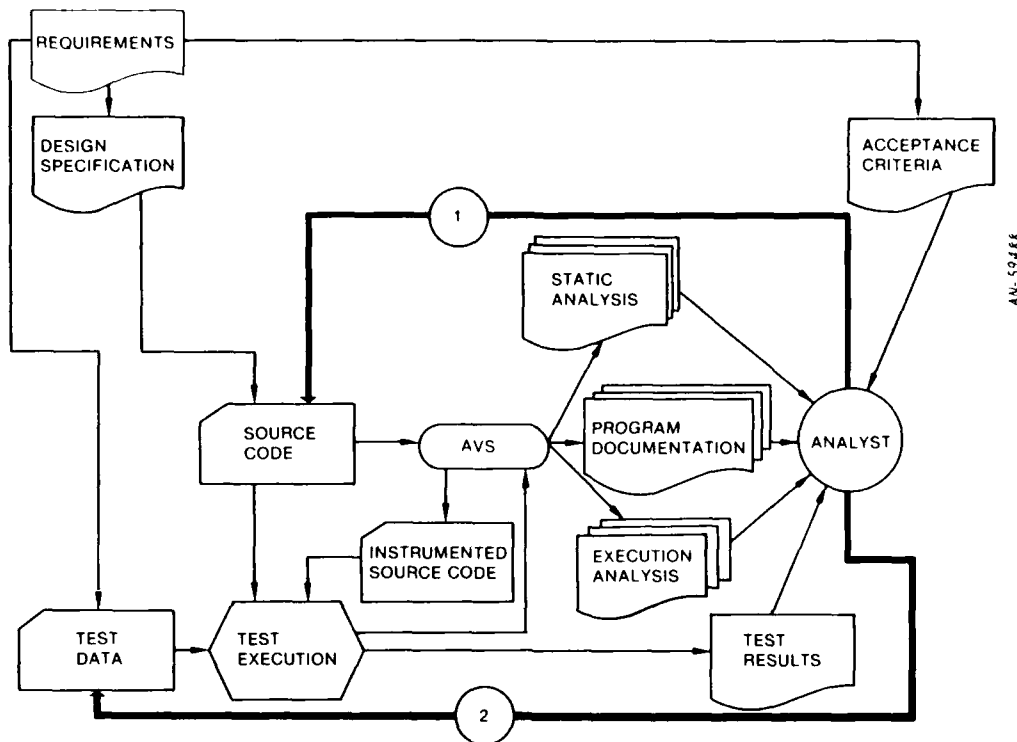 REQUIREMENTS
DESIGN
SPECIFICATION
ACCEPTANCE
CRITERIA
1
STATIC
ANALYSIS
SOURCE
CODE
AVS
PROGRAM
DOCUMENTATION
ANALYST
INSTRUMENTED
SOURCE CODE
EXECUTION
ANALYSIS
TEST
DATA
TEST
EXECUTION
TEST
RESULTS
2